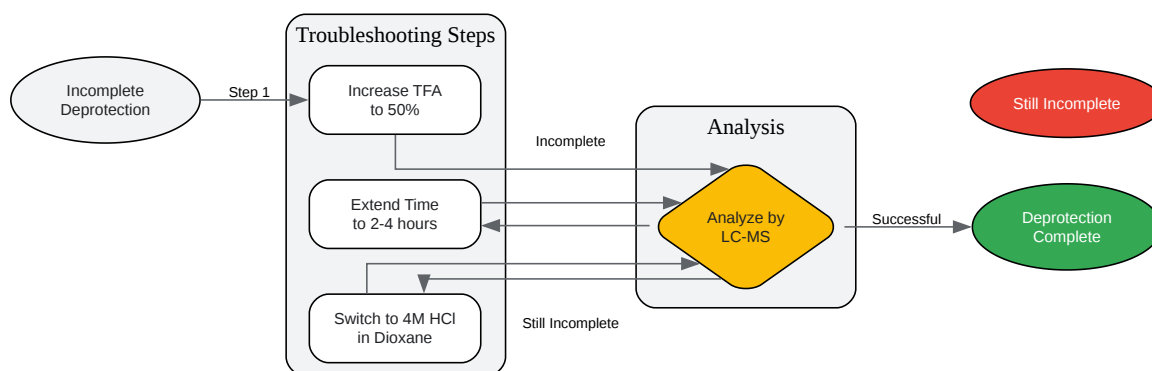 Troubleshooting Steps
Incomplete
Deprotection
Step 1
Increase TFA
to 50%
Incomplete
Extend Time
to 2-4 hours
Switch to 4M HCl
in Dioxane
Still Incomplete
Analysis
Analyze by
LC-MS
Successful
Still Incomplete
Deprotection
Complete